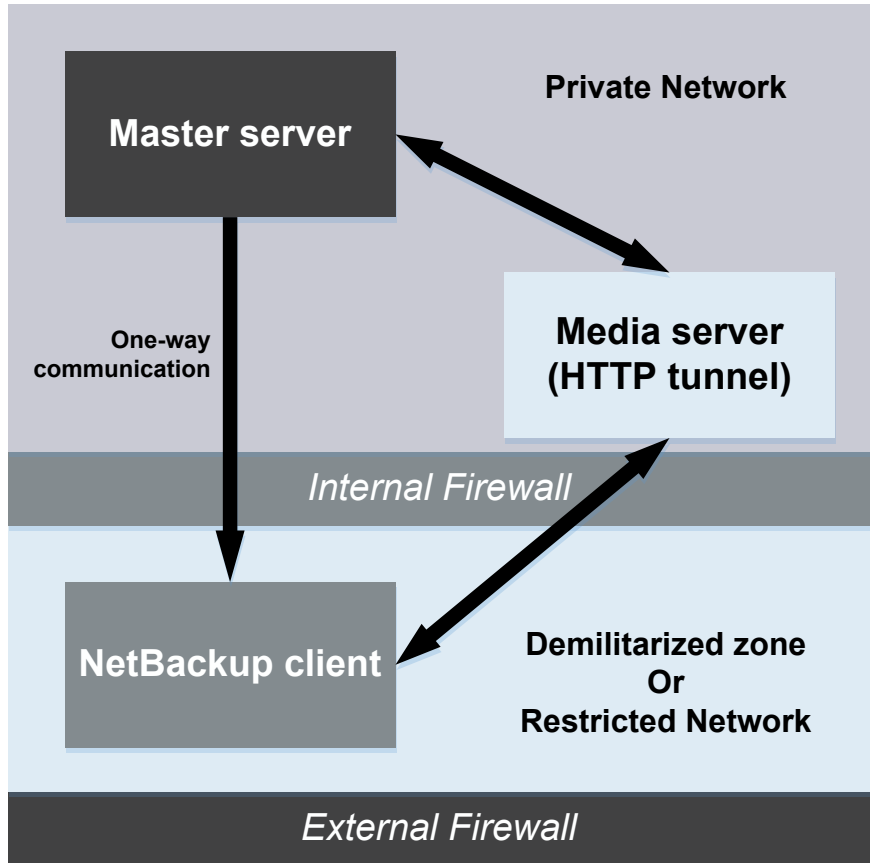 Private Network
Master server
Media server
(HTTP tunnel)
One-way
communication
Internal Firewall
NetBackup client
Demilitarized zone
Or
Restricted Network
External Firewall